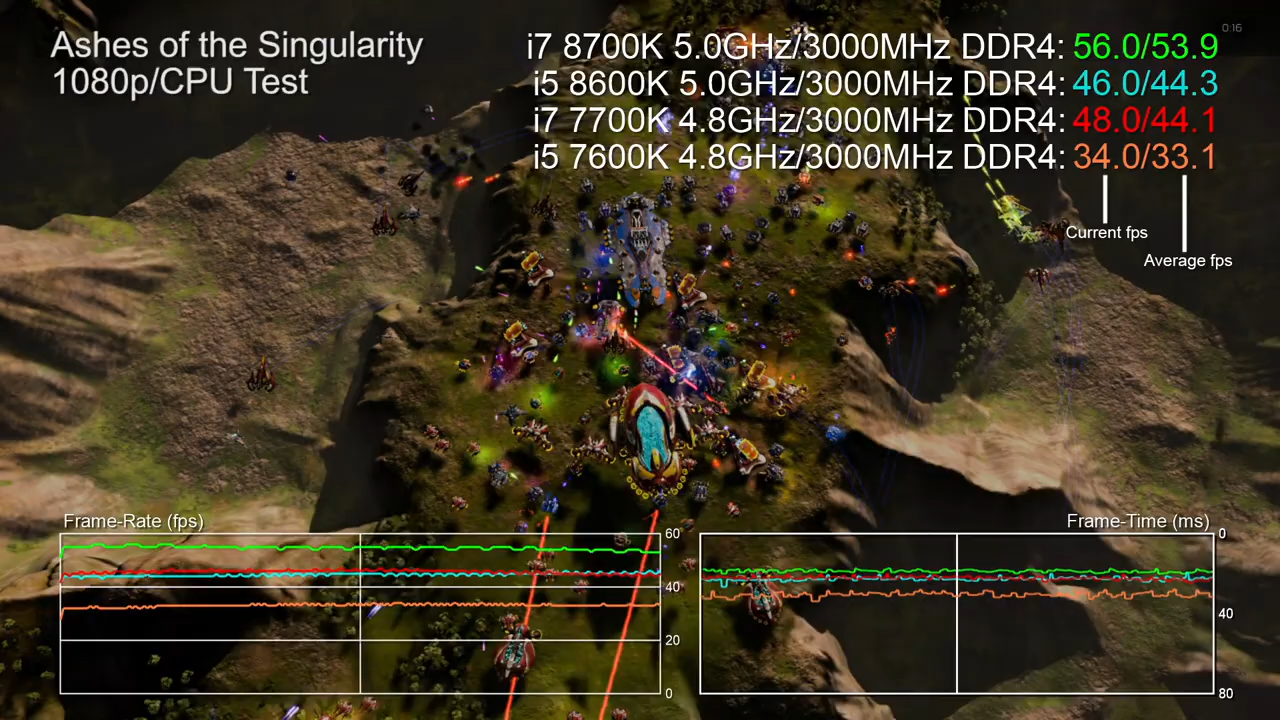 Ashes of the Singularity
1080p/CPU Test
0:16
i7 8700K 5.0GHz/3000MHz DDR4: 56.0/53.9
i5 8600K 5.0GHz/3000MHz DDR4: 46.0/44.3
i7 7700K 4.8GHz/3000MHz DDR4: 48.0/44.1
i5 7600K 4.8GHz/3000MHz DDR4: 34.0/33.1
Current fps
Average fps
Frame-Rate (fps)
60
40
20
0
Frame-Time (ms)
0
40
80